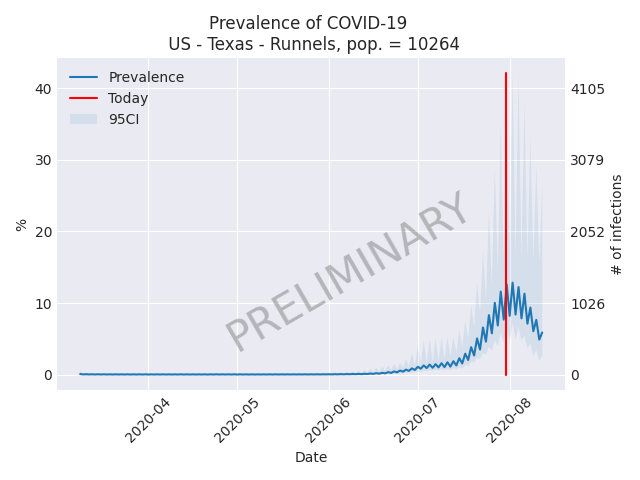 Prevalence of COVID-19
US - Texas - Runnels, pop. = 10264
Prevalence
Today
95CI
PRELIMINARY
%
40
30
20
10
0
4105
3079
2052
1026
0
# of infections
2020-04
2020-05
2020-06
2020-07
2020-08
Date